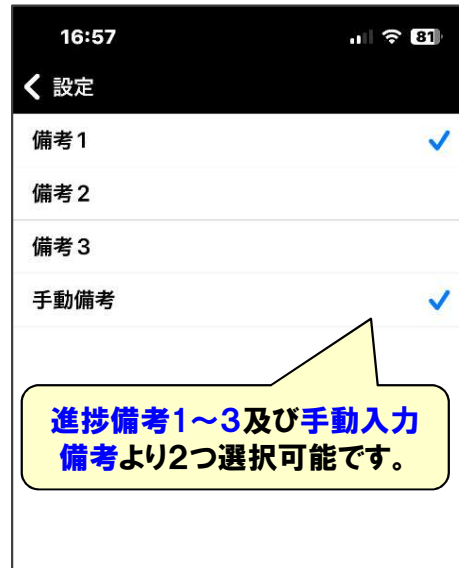 16:57
81
設定
備考1
備考2
備考3
手動備考
進捗備考1～3及び手動入力
備考より2つ選択可能です。